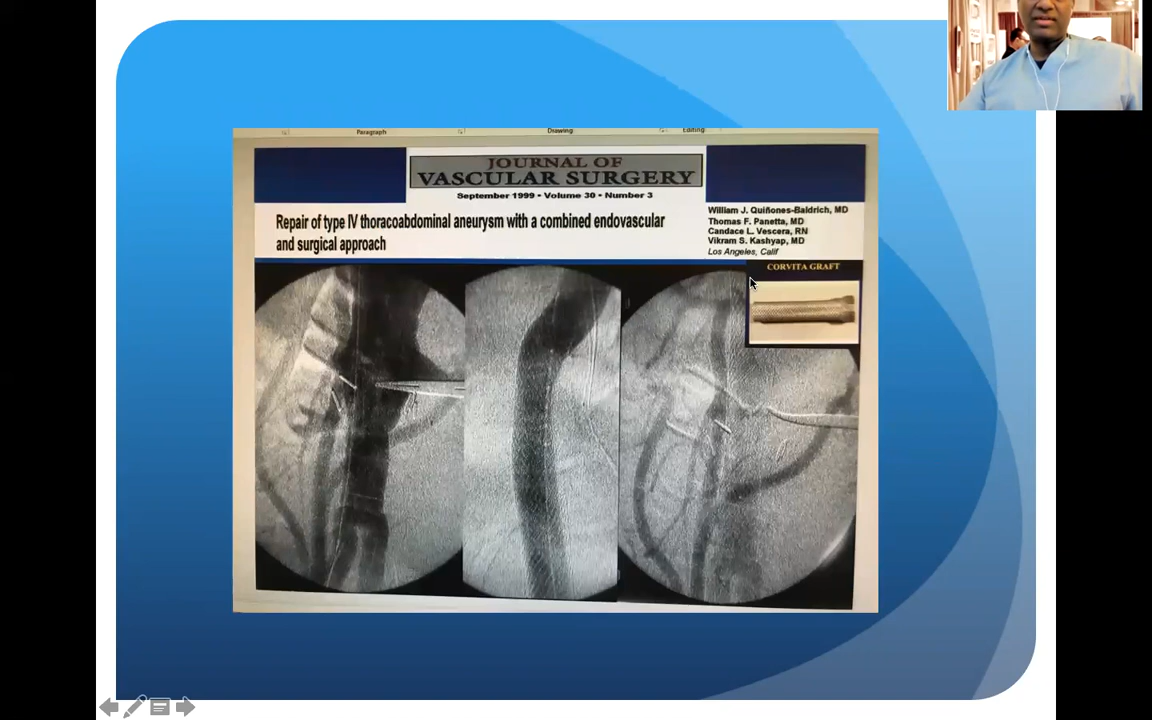 Paragraph
Drawing
Editing
JOURNAL OF
VASCULAR SURGERY
September 1999 • Volume 30 • Number 3
Repair of type IV thoracoabdominal aneurysm with a combined endovascular
and surgical approach
William J. Quiñones-Baldrich, MD
Thomas F. Panetta, MD
Candace L. Vescera, RN
Vikram S. Kashyap, MD
Los Angeles, Calif
CORVITA GRAFT